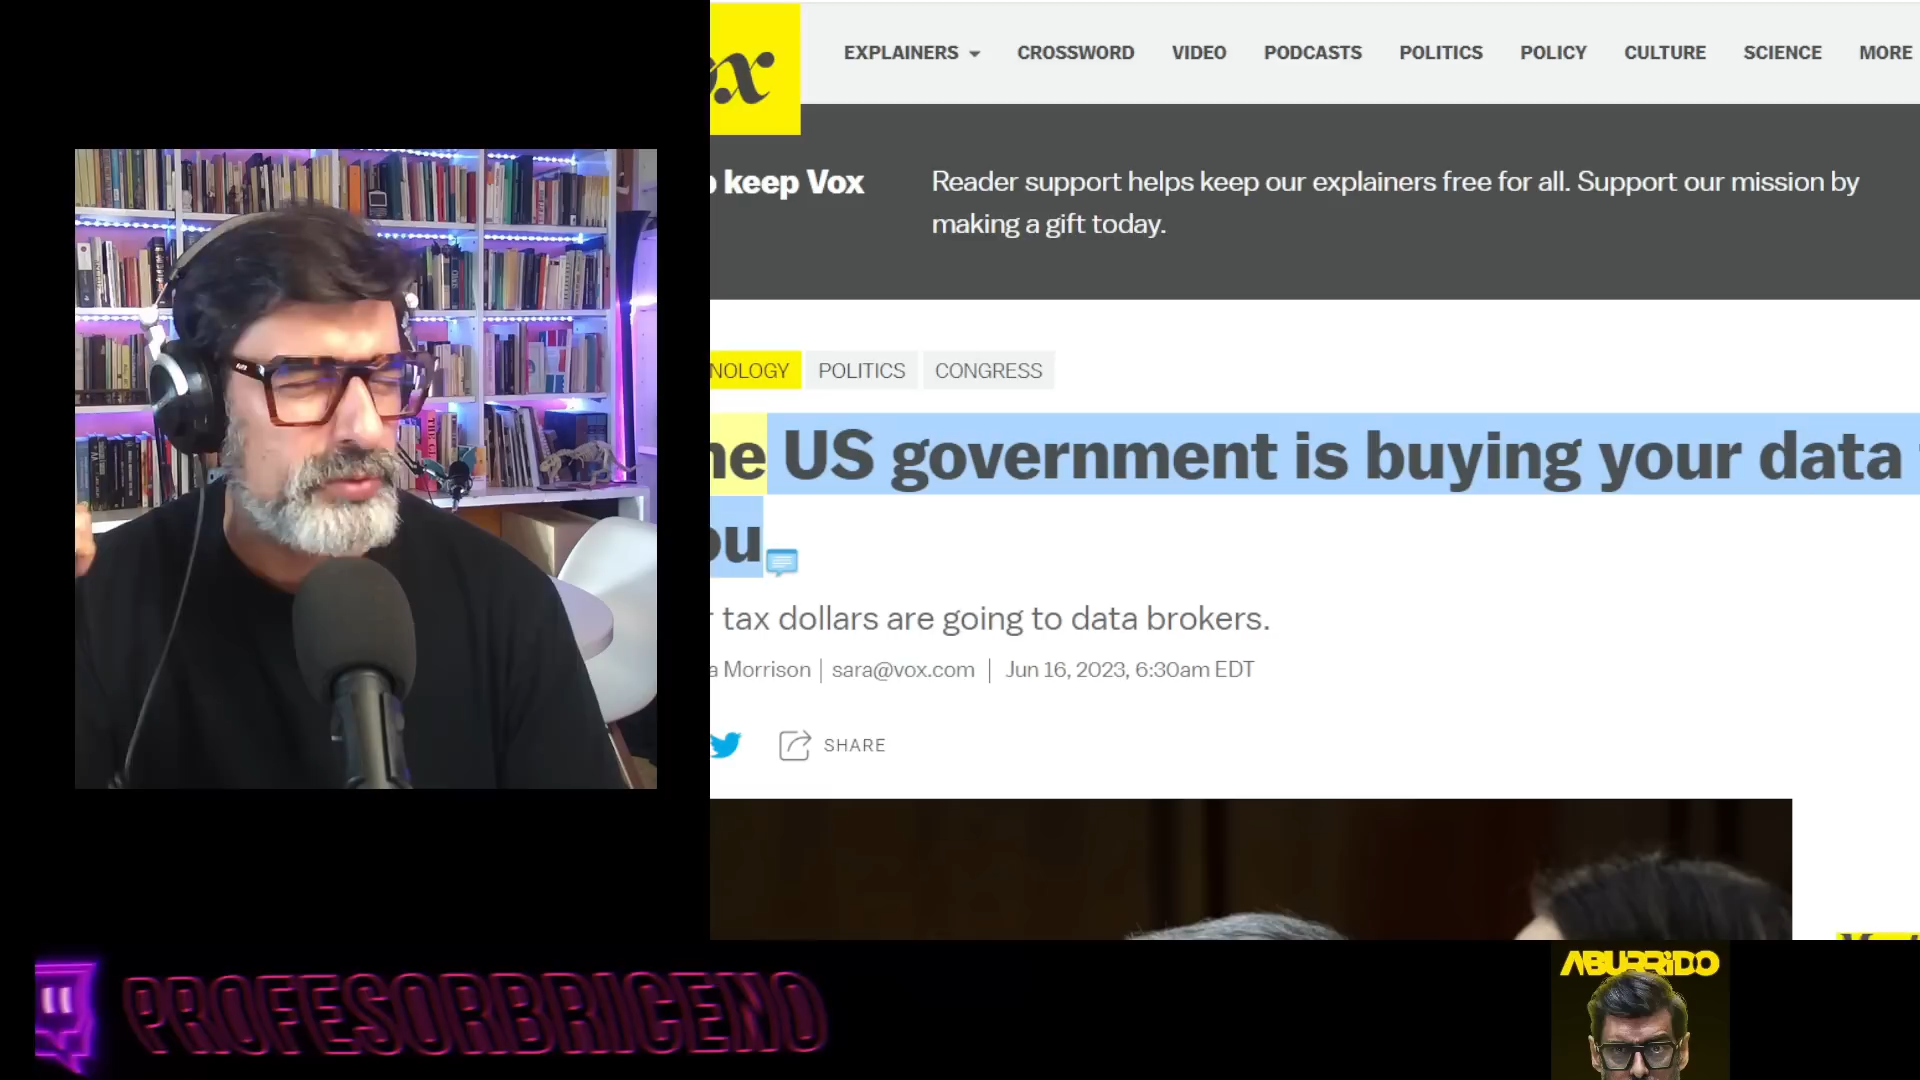 EXPLAINERS CROSSWORD VIDEO PODCASTS POLITICS POLICY CULTURE SCIENCE MORE
keep Vox
Reader support helps keep our explainers free for all. Support our mission by
making a gift today.
NOLOGY POLITICS CONGRESS
he US government is buying your data
ou
r tax dollars are going to data brokers.
a Morrison | sara@vox.com | Jun 16, 2023, 6:30am EDT
SHARE
PROFESORBRICENO
ABURRIDO